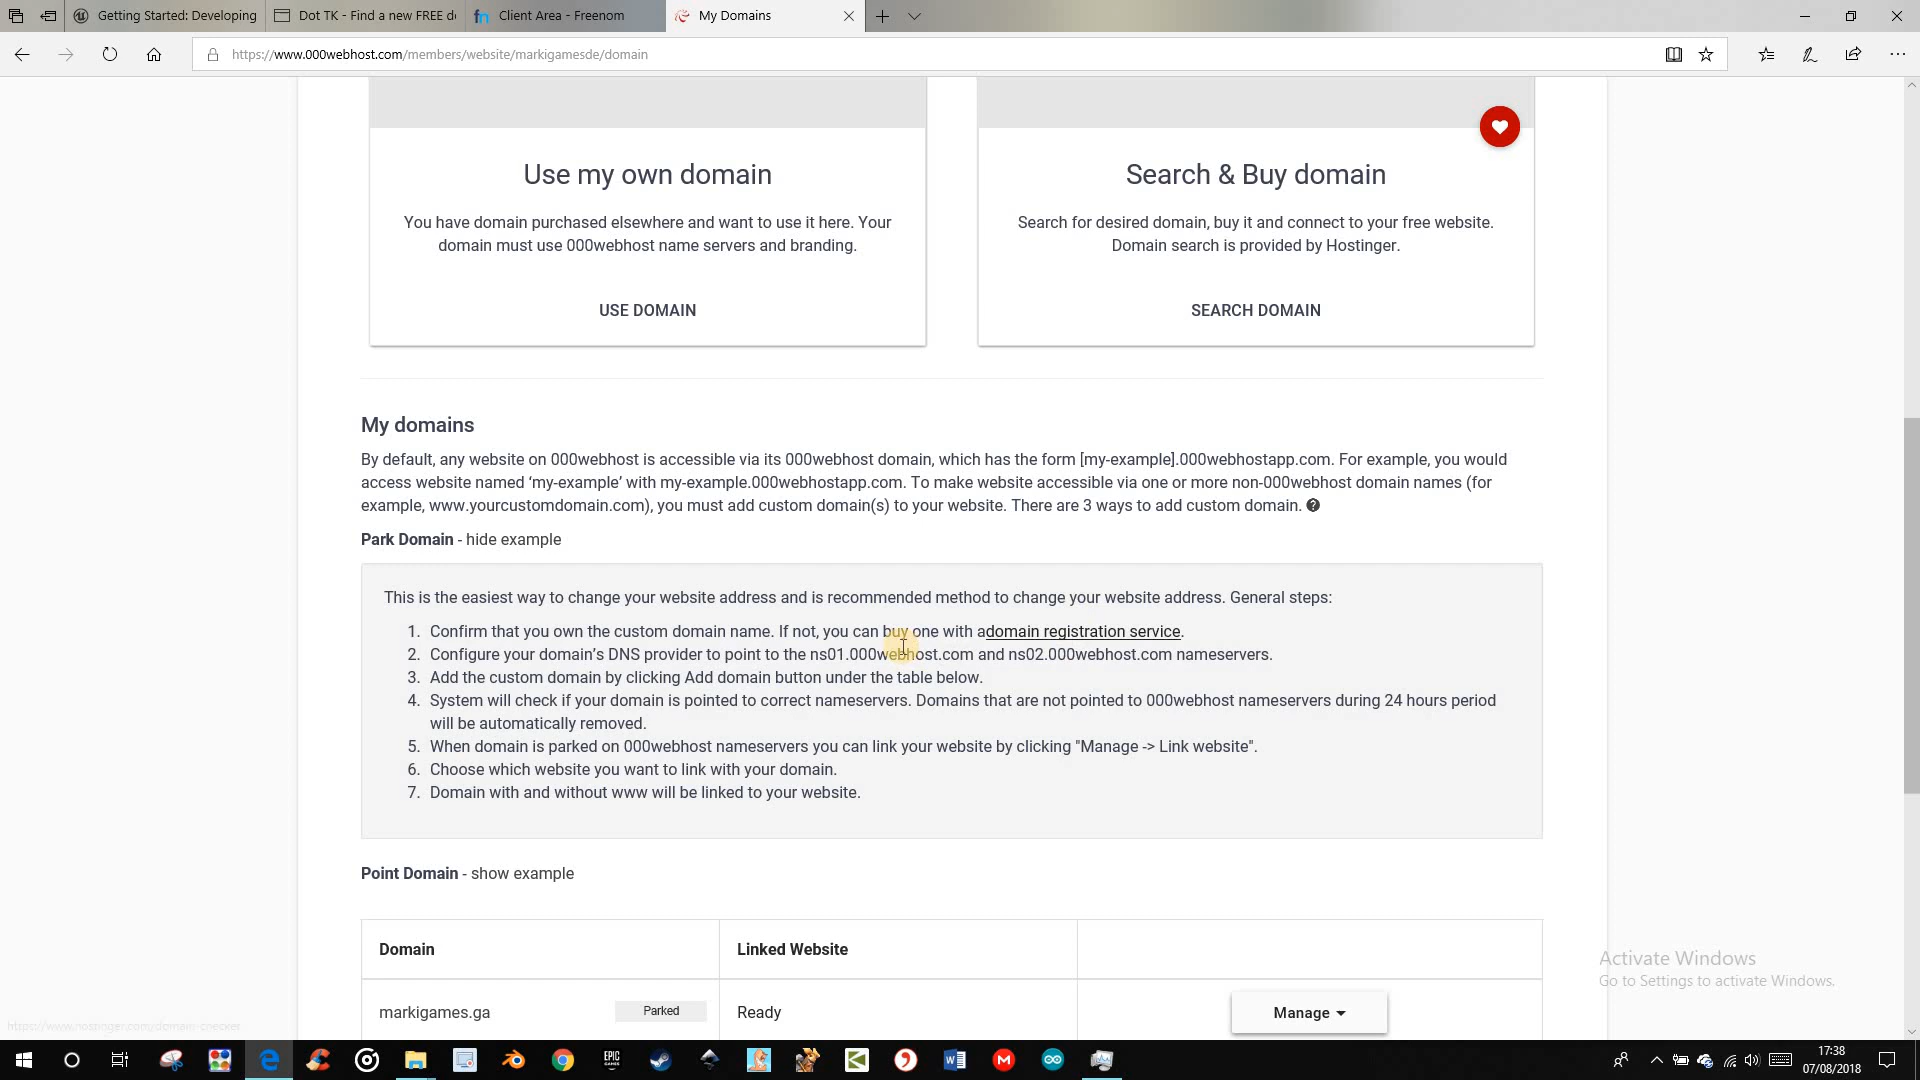 Getting Started: Developing
Dot TK - Find a new FREE do
Client Area - Freenom
My Domains
https://www.000webhost.com/members/website/markigamesde/domain
Use my own domain
You have domain purchased elsewhere and want to use it here. Your
domain must use 000webhost name servers and branding.
USE DOMAIN
Search & Buy domain
Search for desired domain, buy it and connect to your free website.
Domain search is provided by Hostinger.
SEARCH DOMAIN
My domains
By default, any website on 000webhost is accessible via its 000webhost domain, which has the form [my-example].000webhostapp.com. For example, you would
access website named ‘my-example’ with my-example.000webhostapp.com. To make website accessible via one or more non-000webhost domain names (for
example, www.yourcustomdomain.com), you must add custom domain(s) to your website. There are 3 ways to add custom domain. ?
Park Domain - hide example
This is the easiest way to change your website address and is recommended method to change your website address. General steps:
1. Confirm that you own the custom domain name. If not, you can buy one with adomain registration service.
2. Configure your domain’s DNS provider to point to the ns01.000webhost.com and ns02.000webhost.com nameservers.
3. Add the custom domain by clicking Add domain button under the table below.
4. System will check if your domain is pointed to correct nameservers. Domains that are not pointed to 000webhost nameservers during 24 hours period
will be automatically removed.
5. When domain is parked on 000webhost nameservers you can link your website by clicking "Manage -> Link website".
6. Choose which website you want to link with your domain.
7. Domain with and without www will be linked to your website.
Point Domain - show example
Domain
Linked Website
markigames.ga
Parked
Ready
Manage
Activate Windows
Go to Settings to activate Windows.
https://www.hostinger.com/domain-checker
EPIC
GAMES
17:38
07/08/2018